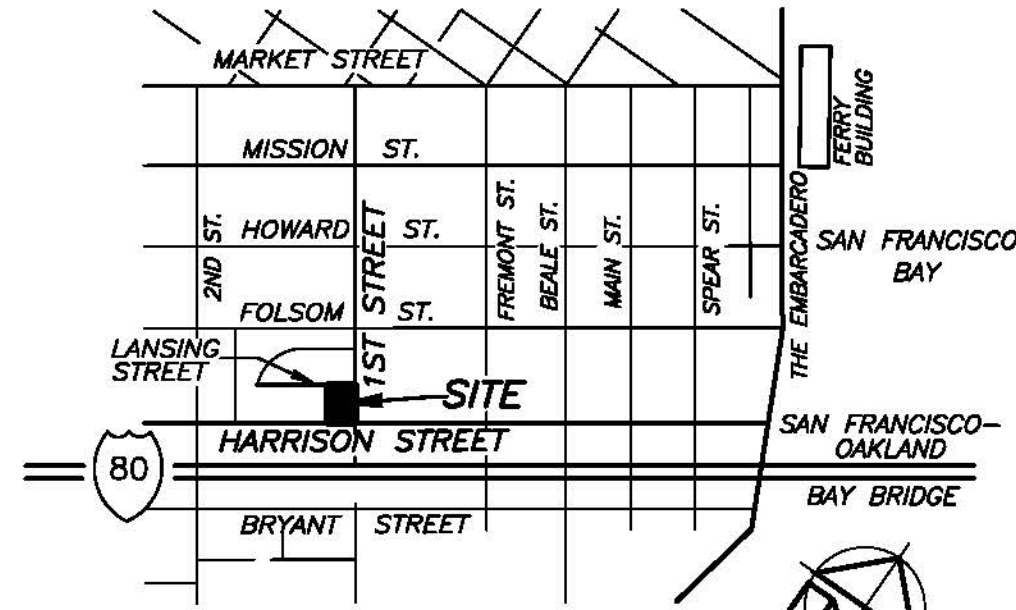 MARKET STREET
FERRY
BUILDING
MISSION ST.
2ND ST.
HOWARD ST.
1ST STREET
FREMONT ST.
BEALE ST.
MAIN ST.
SPEAR ST.
THE EMBARCADERO
SAN FRANCISCO
BAY
FOLSOM ST.
LANSING
STREET
SITE
HARRISON STREET
SAN FRANCISCO-
OAKLAND
BAY BRIDGE
80
BRYANT STREET